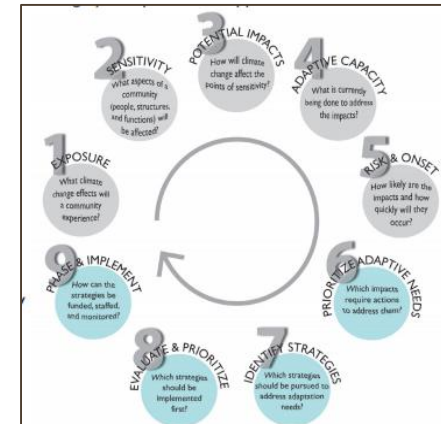 1
EXPOSURE
What climate
change effects will
a community
experience?
2
SENSITIVITY
What aspects of a
community
(people, structures,
and functions) will
be affected?
3
POTENTIAL IMPACTS
How will climate
change affect the
points of sensitivity?
4
ADAPTIVE CAPACITY
What is currently
being done to address
the impacts?
5
RISK & ONSET
How likely are the
impacts and how
quickly will they
occur?
6
PRIORITIZE ADAPTIVE NEEDS
Which impacts
require actions
to address them?
7
IDENTIFY STRATEGIES
Which strategies
should be pursued to
address adaptation
needs?
8
EVALUATE & PRIORITIZE
Which strategies
should be
implemented
first?
9
PHASE & IMPLEMENT
How can the
strategies be
funded, staffed,
and monitored?